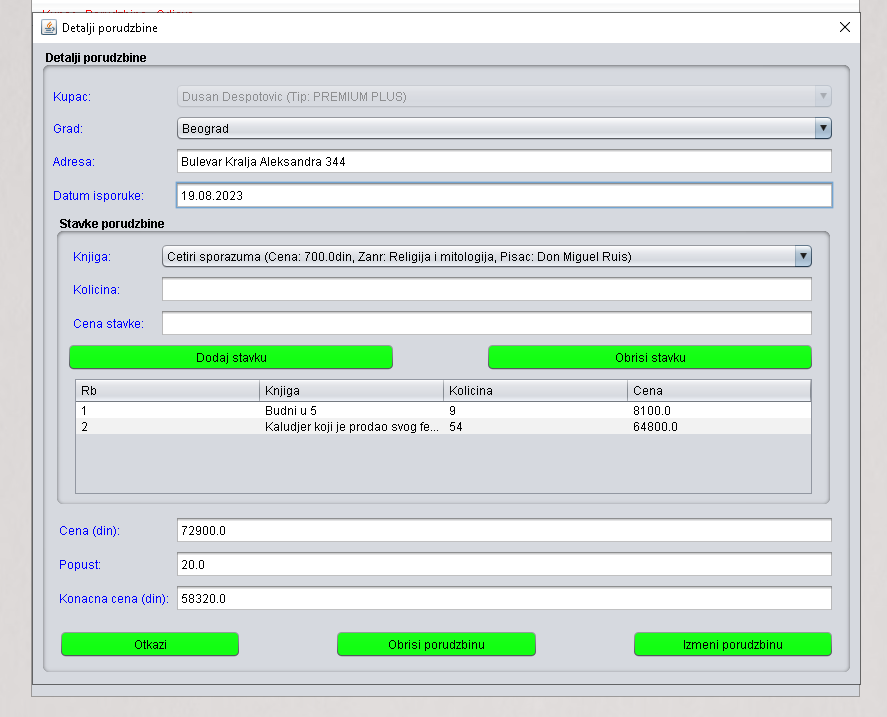 Kupac Porudzbina Odjava
Detalji porudzbine
Detalji porudzbine
Kupac: Dusan Despotovic (Tip: PREMIUM PLUS)
Grad: Beograd
Adresa: Bulevar Kralja Aleksandra 344
Datum isporuke: 19.08.2023
Stavke porudzbine
Knjiga: Cetiri sporazuma (Cena: 700.0din, Zanr: Religija i mitologija, Pisac: Don Miguel Ruis)
Kolicina:
Cena stavke:
Dodaj stavku Obrisi stavku
Rb Knjiga Kolicina Cena
1 Budni u 5 9 8100.0
2 Kaludjer koji je prodao svog fe... 54 64800.0
Cena (din): 72900.0
Popust: 20.0
Konacna cena (din): 58320.0
Otkazi Obrisi porudzbinu Izmeni porudzbinu